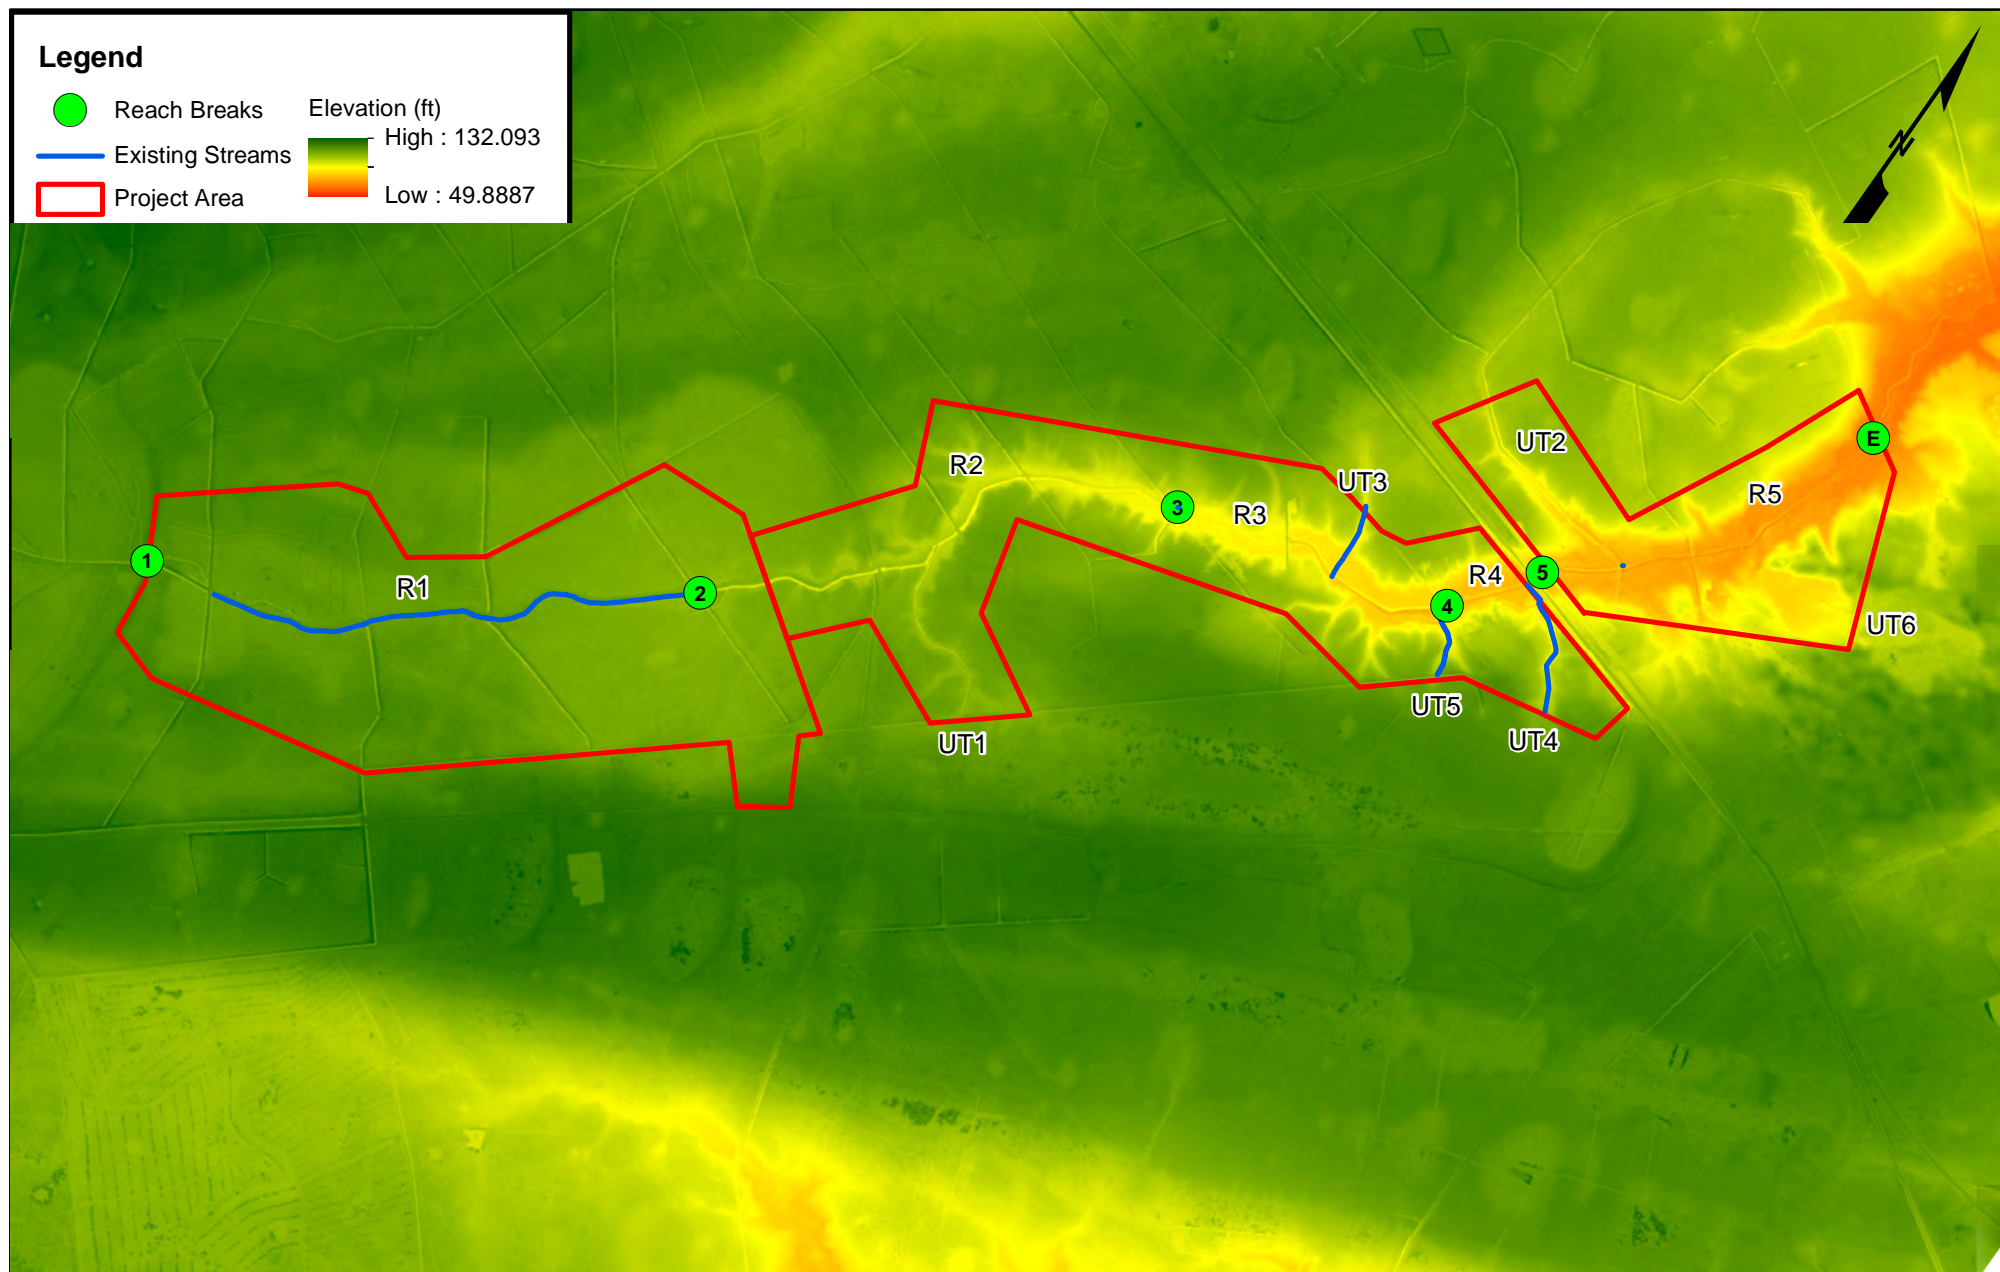 Legend
Reach Breaks
Existing Streams
Project Area
Elevation (ft)
High : 132.093
Low : 49.8887
N
R2
UT2
E
UT3
R5
3
R3
1
5
R4
R1
2
4
UT6
UT5
UT1
UT4